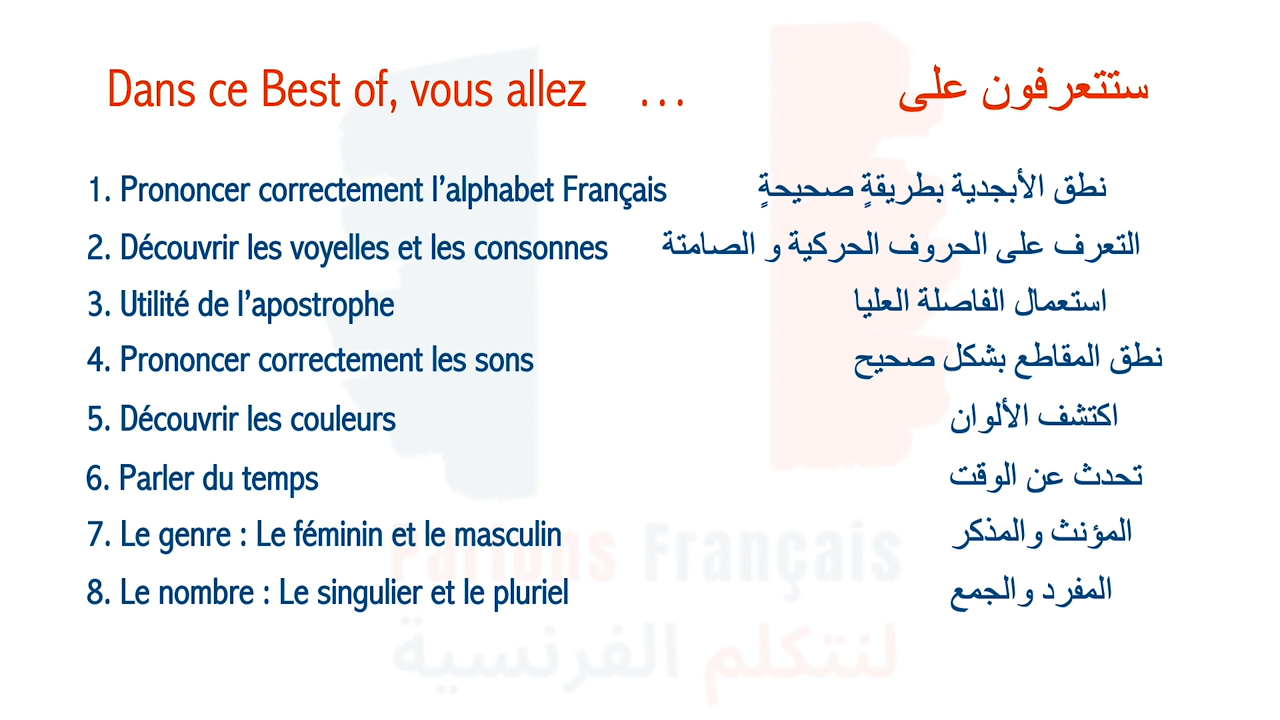 Dans ce Best of, vous allez ... ستتعرفون على
1. Prononcer correctement l’alphabet Français نطق الأبجدية بطريقةٍ صحيحةٍ
2. Découvrir les voyelles et les consonnes التعرف على الحروف الحركية و الصامتة
3. Utilité de l’apostrophe استعمال الفاصلة العليا
4. Prononcer correctement les sons نطق المقاطع بشكل صحيح
5. Découvrir les couleurs اكتشف الألوان
6. Parler du temps تحدث عن الوقت
7. Le genre : Le féminin et le masculin المؤنث والمذكر
8. Le nombre : Le singulier et le pluriel المفرد والجمع
Parlons Français
لنتكلم الفرنسية